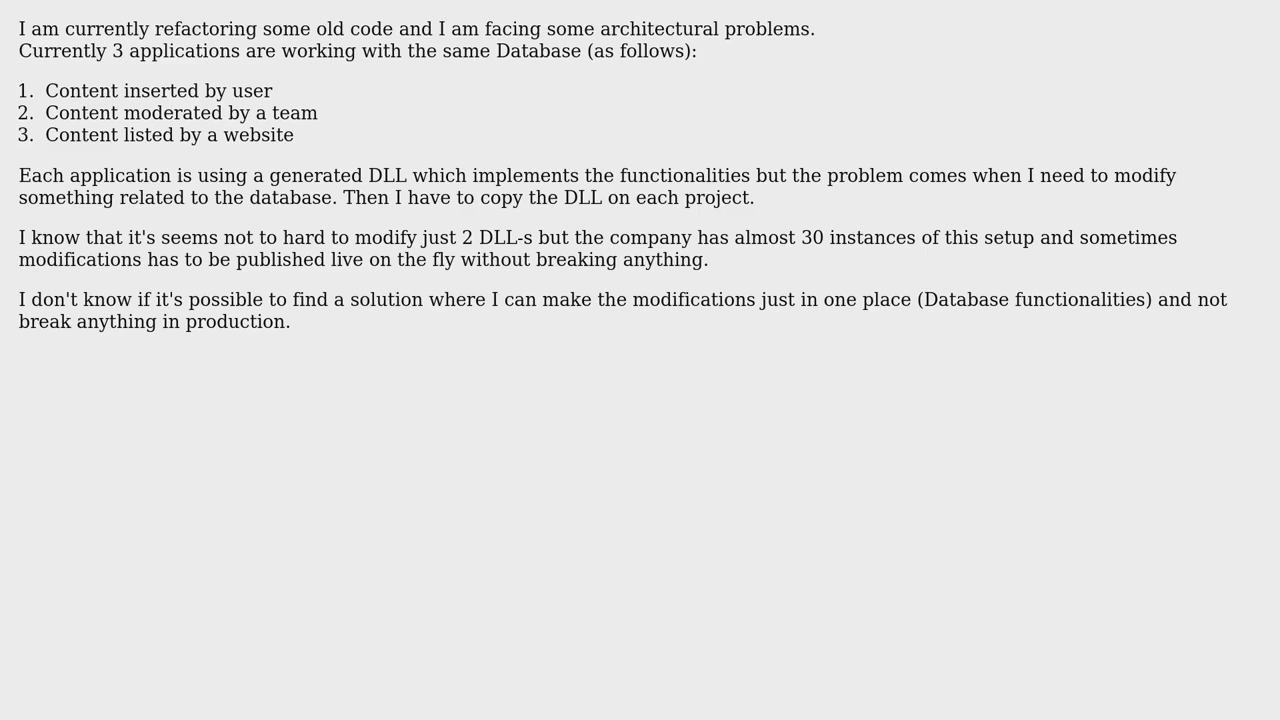 I am currently refactoring some old code and I am facing some architectural problems.
Currently 3 applications are working with the same Database (as follows):
1. Content inserted by user
2. Content moderated by a team
3. Content listed by a website
Each application is using a generated DLL which implements the functionalities but the problem comes when I need to modify
something related to the database. Then I have to copy the DLL on each project.
I know that it's seems not to hard to modify just 2 DLL-s but the company has almost 30 instances of this setup and sometimes
modifications has to be published live on the fly without breaking anything.
I don't know if it's possible to find a solution where I can make the modifications just in one place (Database functionalities) and not
break anything in production.